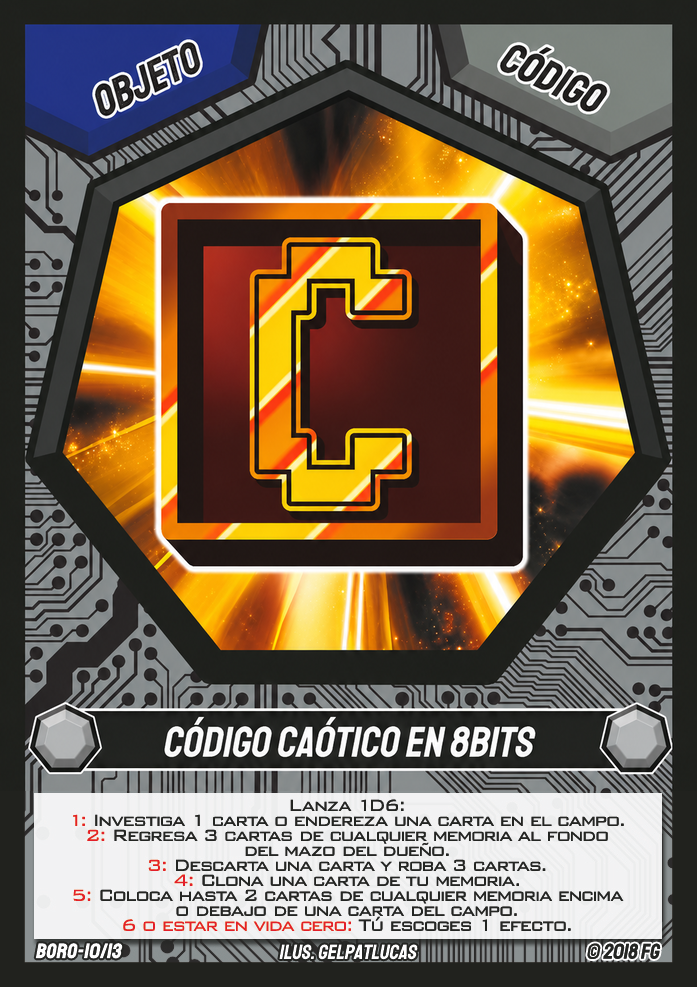 OBJETO
CÓDIGO
C
CÓDIGO CAÓTICO EN 8BITS
LANZA 1D6:
1: INVESTIGA 1 CARTA O ENDEREZA UNA CARTA EN EL CAMPO.
2: REGRESA 3 CARTAS DE CUALQUIER MEMORIA AL FONDO
DEL MAZO DEL DUEÑO.
3: DESCARTA UNA CARTA Y ROBA 3 CARTAS.
4: CLONA UNA CARTA DE TU MEMORIA.
5: COLOCA HASTA 2 CARTAS DE CUALQUIER MEMORIA ENCIMA
O DEBAJO DE UNA CARTA DEL CAMPO.
6 O ESTAR EN VIDA CERO: TÚ ESCOGES 1 EFECTO.
BORO-10/13
ILUS. GELPATLUCAS
© 2018 FG